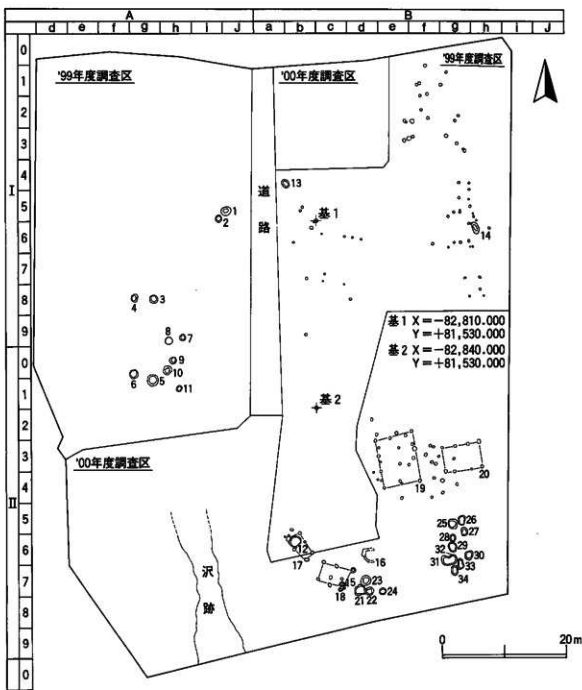 A B
d e f g h i J a b c d e f g h i J
0
1
2
3
4
5
6
7
8
9
0
1
2
3
4
5
6
7
8
9
0
I
II
'99年度調査区
'00年度調査区
'99年度調査区
道路
13
1
2
基1
14
4 3
8 7
9
10
6 5 11
基1 X=-82,810.000
Y=+81,530.000
基2 X=-82,840.000
Y=+81,530.000
基2
'00年度調査区
19
20
沢跡
12
17
16
15
18
23
21 22 24
25 26
27
28
29
32
31 30
33
34
0 20m